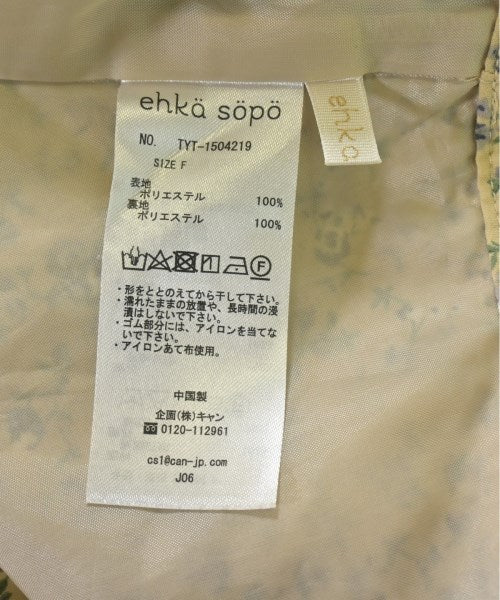 ehkä söpö
ehka
NO. TYT-1504219
SIZE F
表地
ポリエステル 100%
裏地
ポリエステル 100%
・形をととのえてから干して下さい。
・濡れたままの放置や、長時間の浸
漬はしないで下さい。
・ゴム部分には、アイロンを当てな
いで下さい。
・アイロンあて布使用。
中国製
企画(株)キャン
0120-112961
cs1@can-jp.com
J06